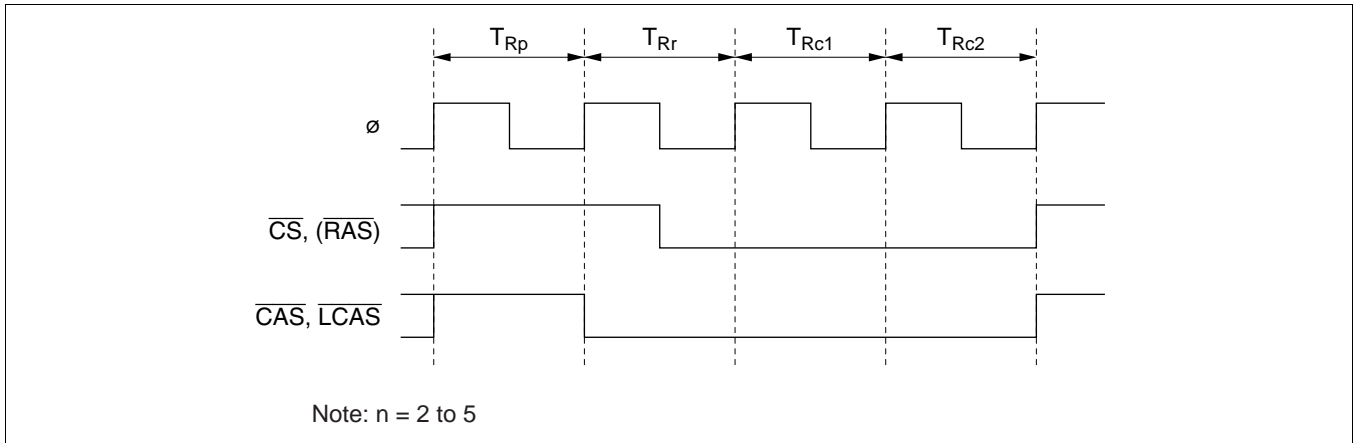 TRp TRr TRc1 TRc2
ø
CS, (RAS)
CAS, LCAS
Note: n = 2 to 5